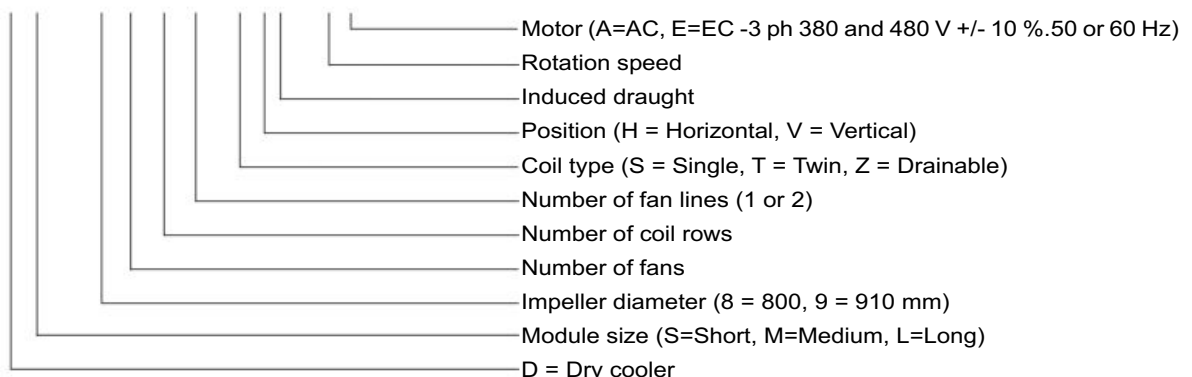 Motor (A=AC, E=EC -3 ph 380 and 480 V +/- 10 %.50 or 60 Hz)
Rotation speed
Induced draught
Position (H = Horizontal, V = Vertical)
Coil type (S = Single, T = Twin, Z = Drainable)
Number of fan lines (1 or 2)
Number of coil rows
Number of fans
Impeller diameter (8 = 800, 9 = 910 mm)
Module size (S=Short, M=Medium, L=Long)
D = Dry cooler